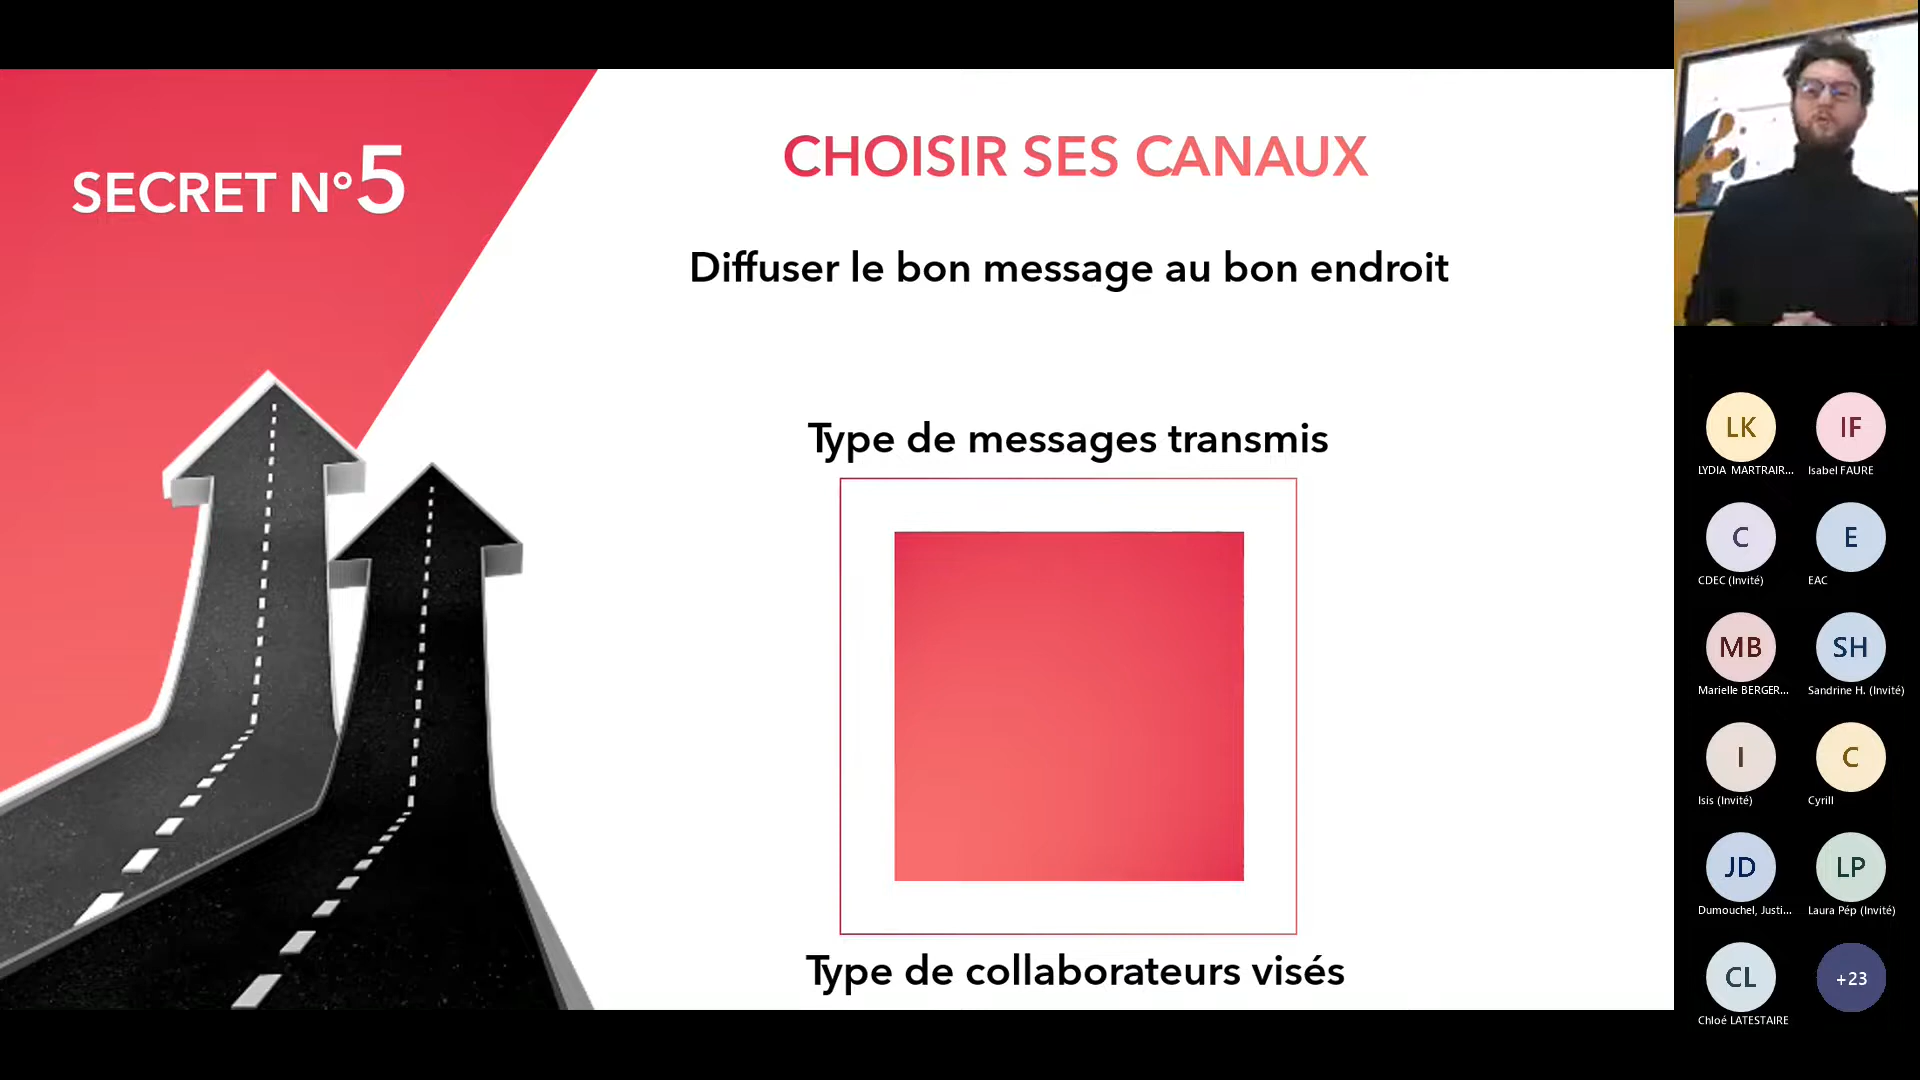 SECRET N°5
CHOISIR SES CANAUX
Diffuser le bon message au bon endroit
Type de messages transmis
Type de collaborateurs visés
LK
IF
LYDIA MARTRAIR...
Isabel FAURE
C
E
CDEC (Invité)
EAC
MB
SH
Marielle BERGER...
Sandrine H. (Invité)
I
C
Isis (Invité)
Cyrill
JD
LP
Dumouchel, Justi...
Laura Pép (Invité)
CL
+23
Chloé LATESTAIRE